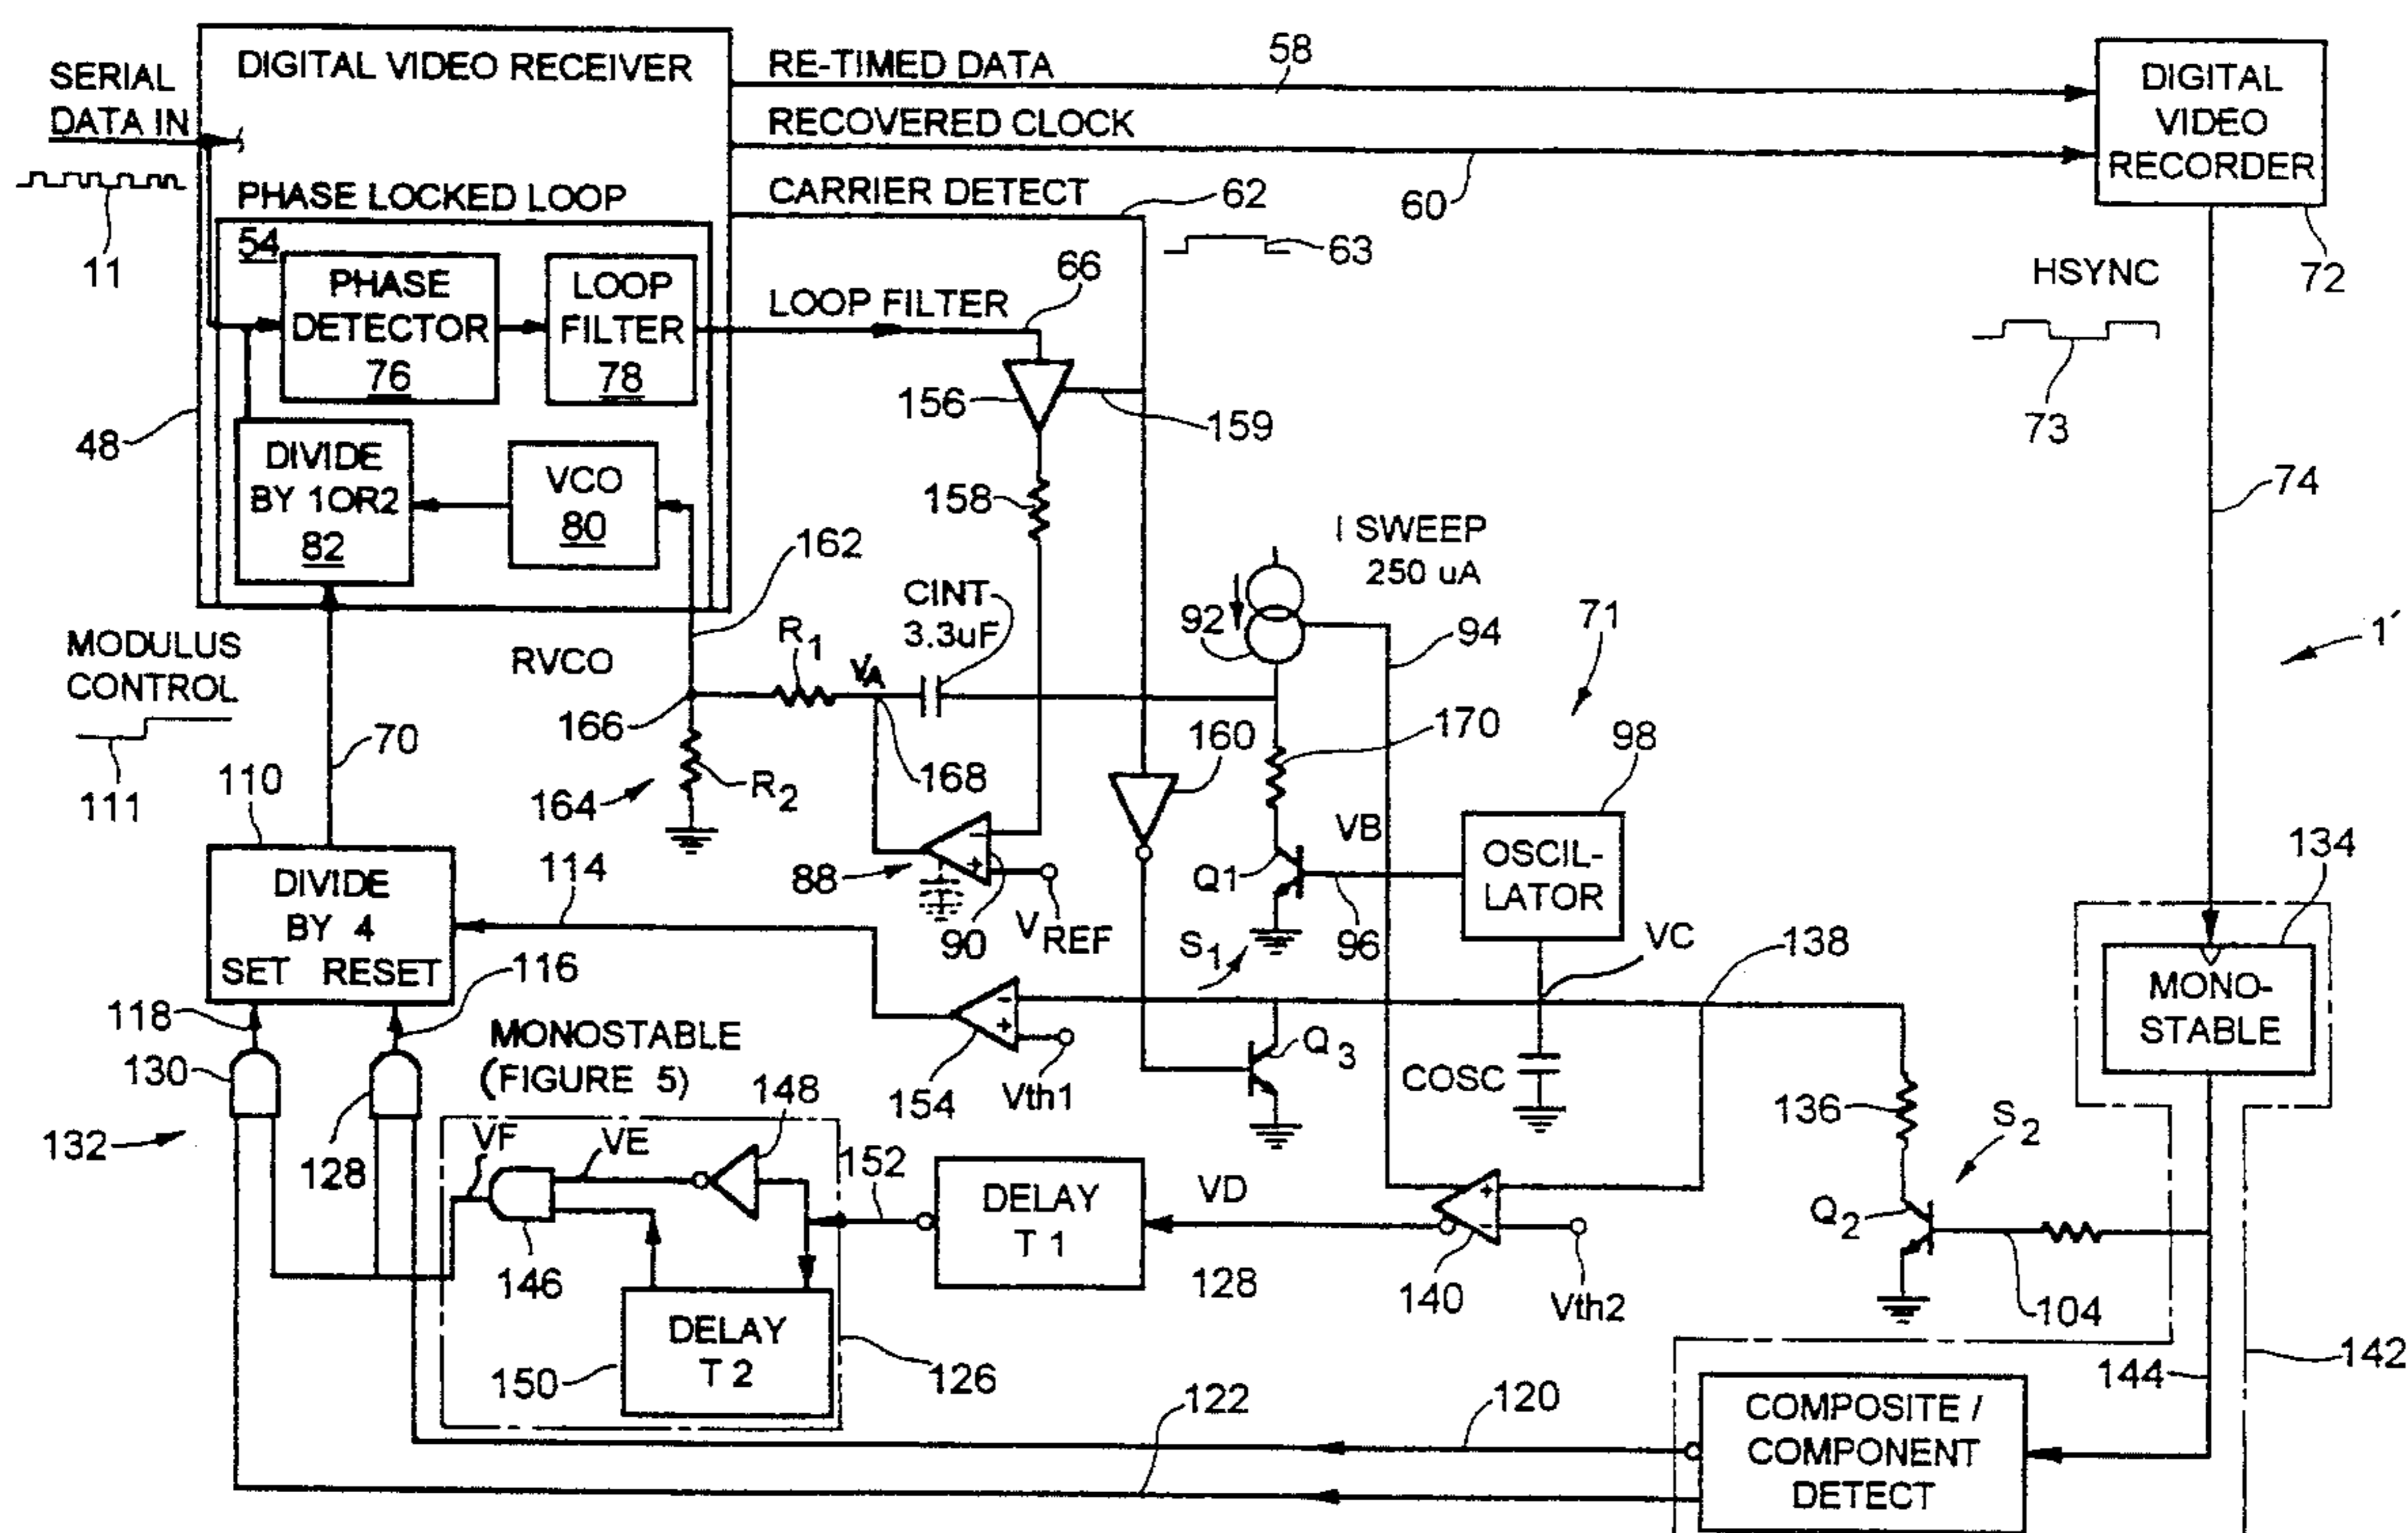 SERIAL
DATA IN
11
DIGITAL VIDEO RECEIVER
PHASE LOCKED LOOP
54
PHASE
DETECTOR
76
LOOP
FILTER
78
DIVIDE
BY 1OR2
82
VCO
80
48
RE-TIMED DATA
58
RECOVERED CLOCK
60
CARRIER DETECT
62
63
LOOP FILTER
66
DIGITAL
VIDEO
RECORDER
72
HSYNC
73
74
1'
156
159
158
I SWEEP
250 uA
92
94
71
162
CINT
3.3uF
RVCO
R1
VA
166
164
R2
168
160
170
98
MODULUS
CONTROL
111
70
110
DIVIDE
BY 4
SET RESET
114
116
118
88
90
VREF
VB
Q1
S1
96
OSCIL-
LATOR
VC
138
134
MONO-
STABLE
130
132
128
MONOSTABLE
(FIGURE 5)
154
Vth1
Q3
COSC
136
S2
Q2
104
VF
VE
148
146
152
DELAY
T 1
128
VD
140
Vth2
DELAY
T 2
150
126
122
120
144
142
COMPOSITE /
COMPONENT
DETECT